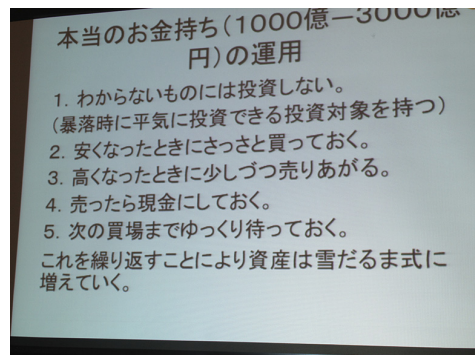 本当のお金持ち(1000億ー3000億
円)の運用
1. わからないものには投資しない。
(暴落時に平気に投資できる投資対象を持つ)
2. 安くなったときにさっさと買っておく。
3. 高くなったときに少しづつ売りあがる。
4. 売ったら現金にしておく。
5. 次の買場までゆっくり待っておく。
これを繰り返すことにより資産は雪だるま式に
増えていく。